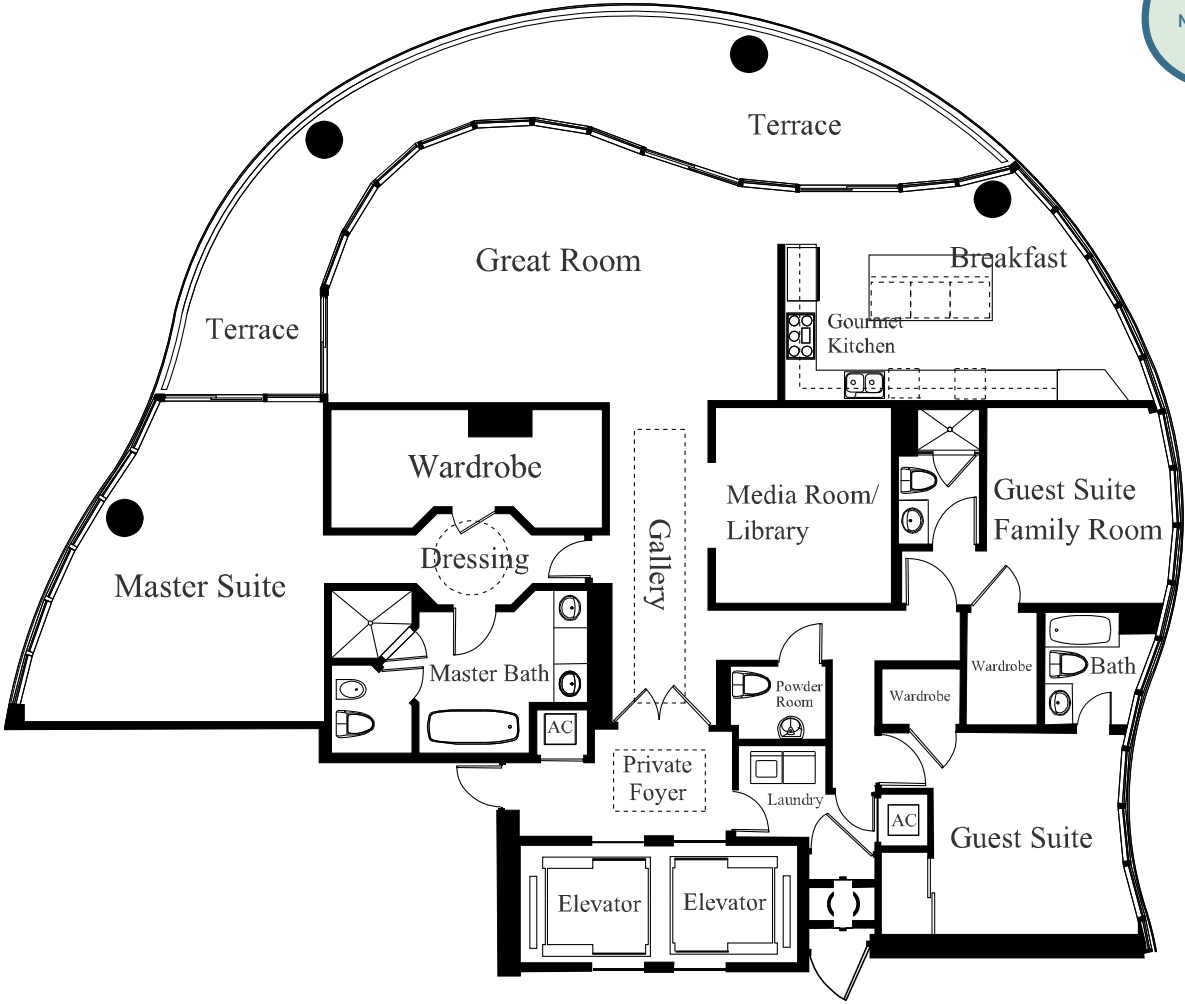 N
Terrace
Great Room
Breakfast
Terrace
Gourmet
Kitchen
Wardrobe
Media Room/
Library
Guest Suite
Family Room
Gallery
Dressing
Master Suite
Master Bath
Wardrobe
Bath
Powder
Room
Wardrobe
AC
Private
Foyer
Laundry
AC
Guest Suite
Elevator
Elevator